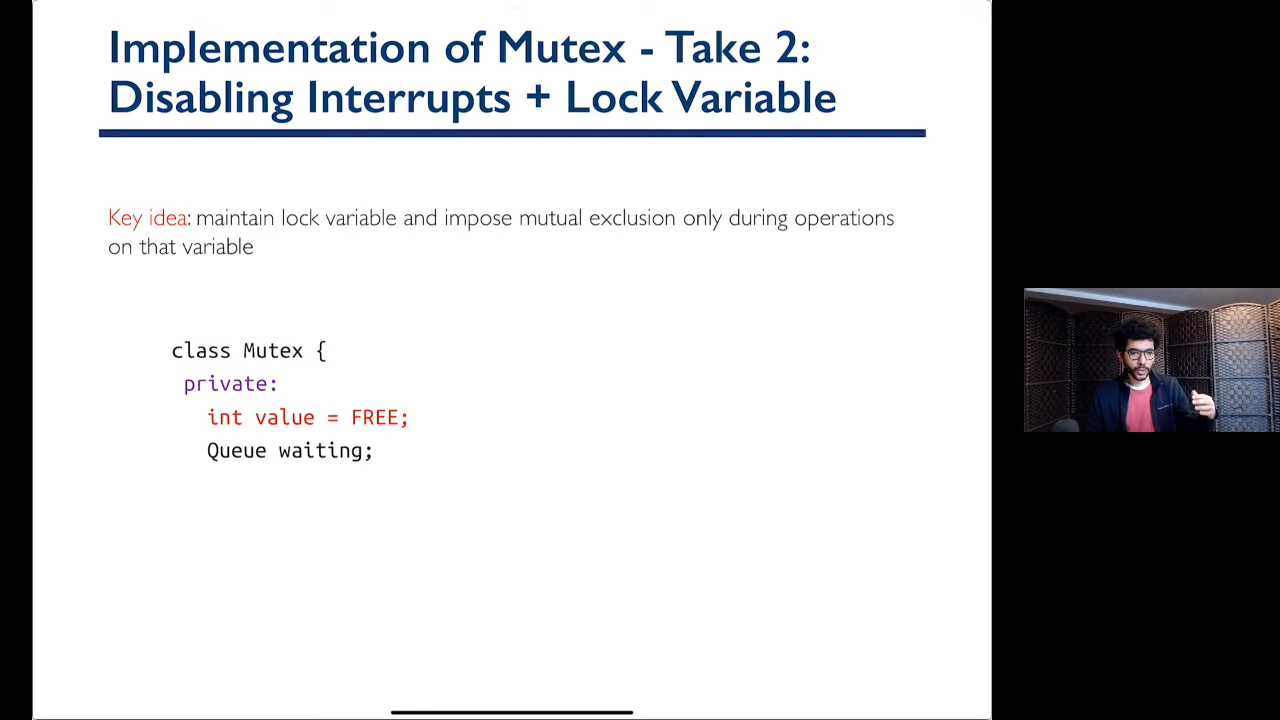 Implementation of Mutex - Take 2:
Disabling Interrupts + Lock Variable
Key idea: maintain lock variable and impose mutual exclusion only during operations
on that variable
class Mutex {
private:
int value = FREE;
Queue waiting;